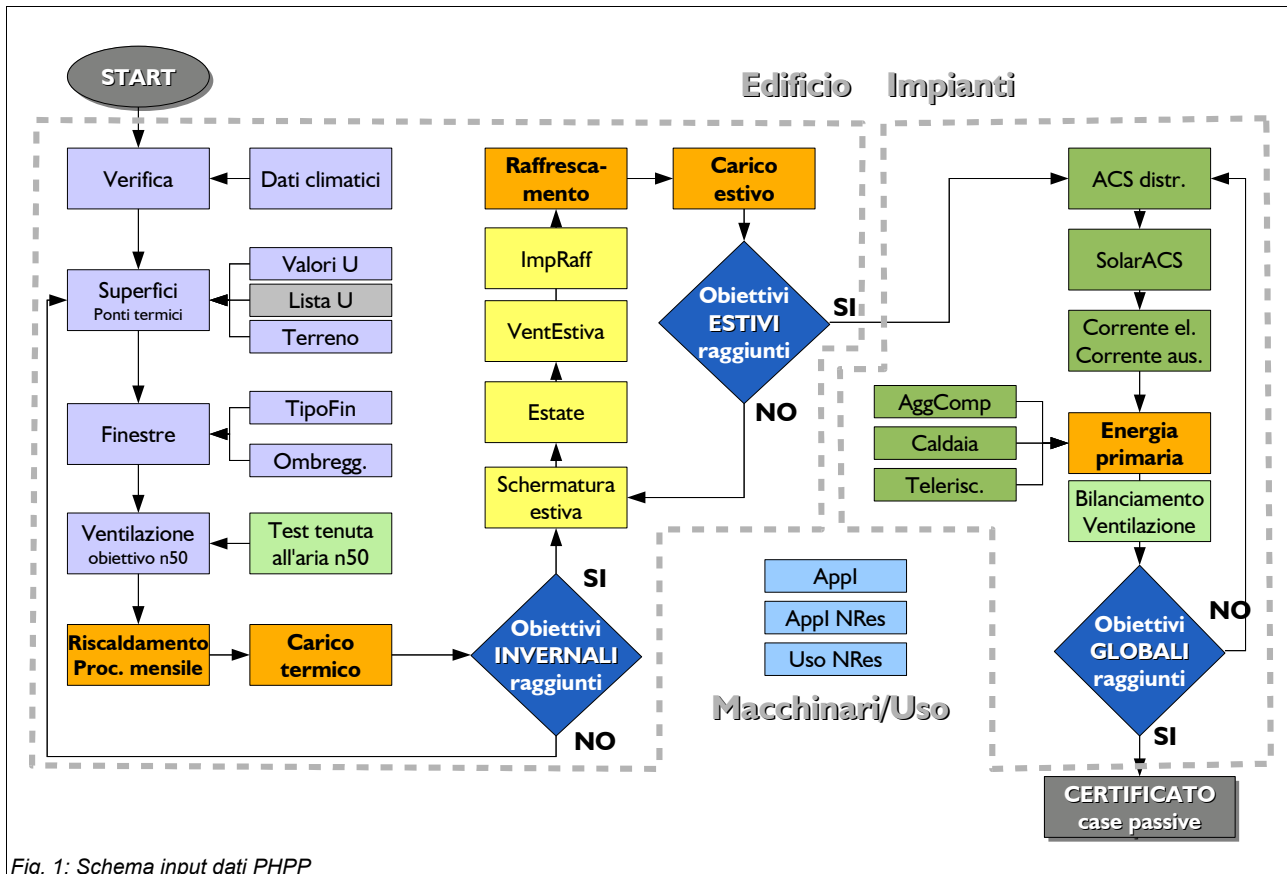 START
Edificio
Impianti
Verifica
Dati climatici
Superfici
Ponti termici
Valori U
Lista U
Terreno
Finestre
TipoFin
Ombregg.
Ventilazione
obiettivo n50
Test tenuta
all'aria n50
Riscaldamento
Proc. mensile
Carico
termico
Obiettivi
INVERNALI
raggiunti
SI
NO
Schermatura
estiva
Estate
VentEstiva
ImpRaff
Raffresca-
mento
Carico
estivo
Obiettivi
ESTIVI
raggiunti
SI
NO
AppI
AppI NRes
Uso NRes
Macchinari/Uso
ACS distr.
SolarACS
Corrente el.
Corrente aus.
AggComp
Caldaia
Telerisc.
Energia
primaria
Bilanciamento
Ventilazione
Obiettivi
GLOBALI
raggiunti
NO
SI
CERTIFICATO
case passive
Fig. 1: Schema input dati PHPP